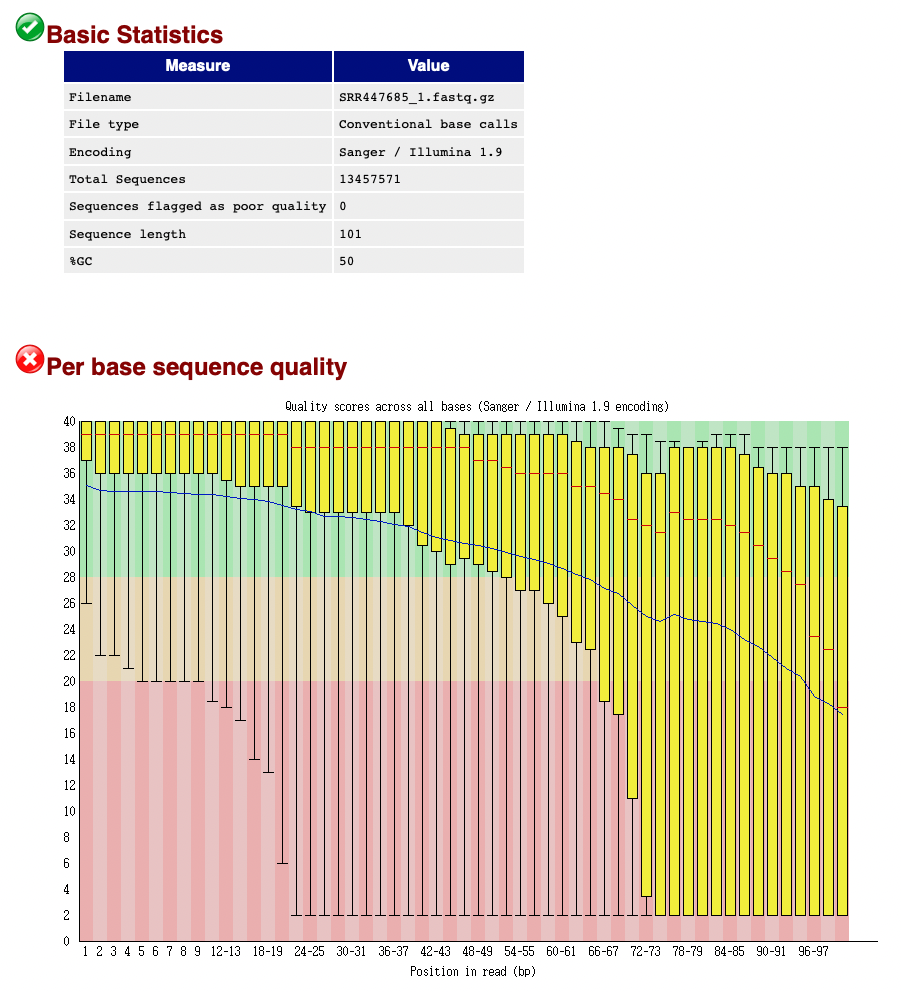 Basic Statistics
Measure Value
Filename SRR447685_1.fastq.gz
File type Conventional base calls
Encoding Sanger / Illumina 1.9
Total Sequences 13457571
Sequences flagged as poor quality 0
Sequence length 101
%GC 50
Per base sequence quality
Quality scores across all bases (Sanger / Illumina 1.9 encoding)
40
38
36
34
32
30
28
26
24
22
20
18
16
14
12
10
8
6
4
2
0
1 2 3 4 5 6 7 8 9 12-13 18-19 24-25 30-31 36-37 42-43 48-49 54-55 60-61 66-67 72-73 78-79 84-85 90-91 96-97
Position in read (bp)